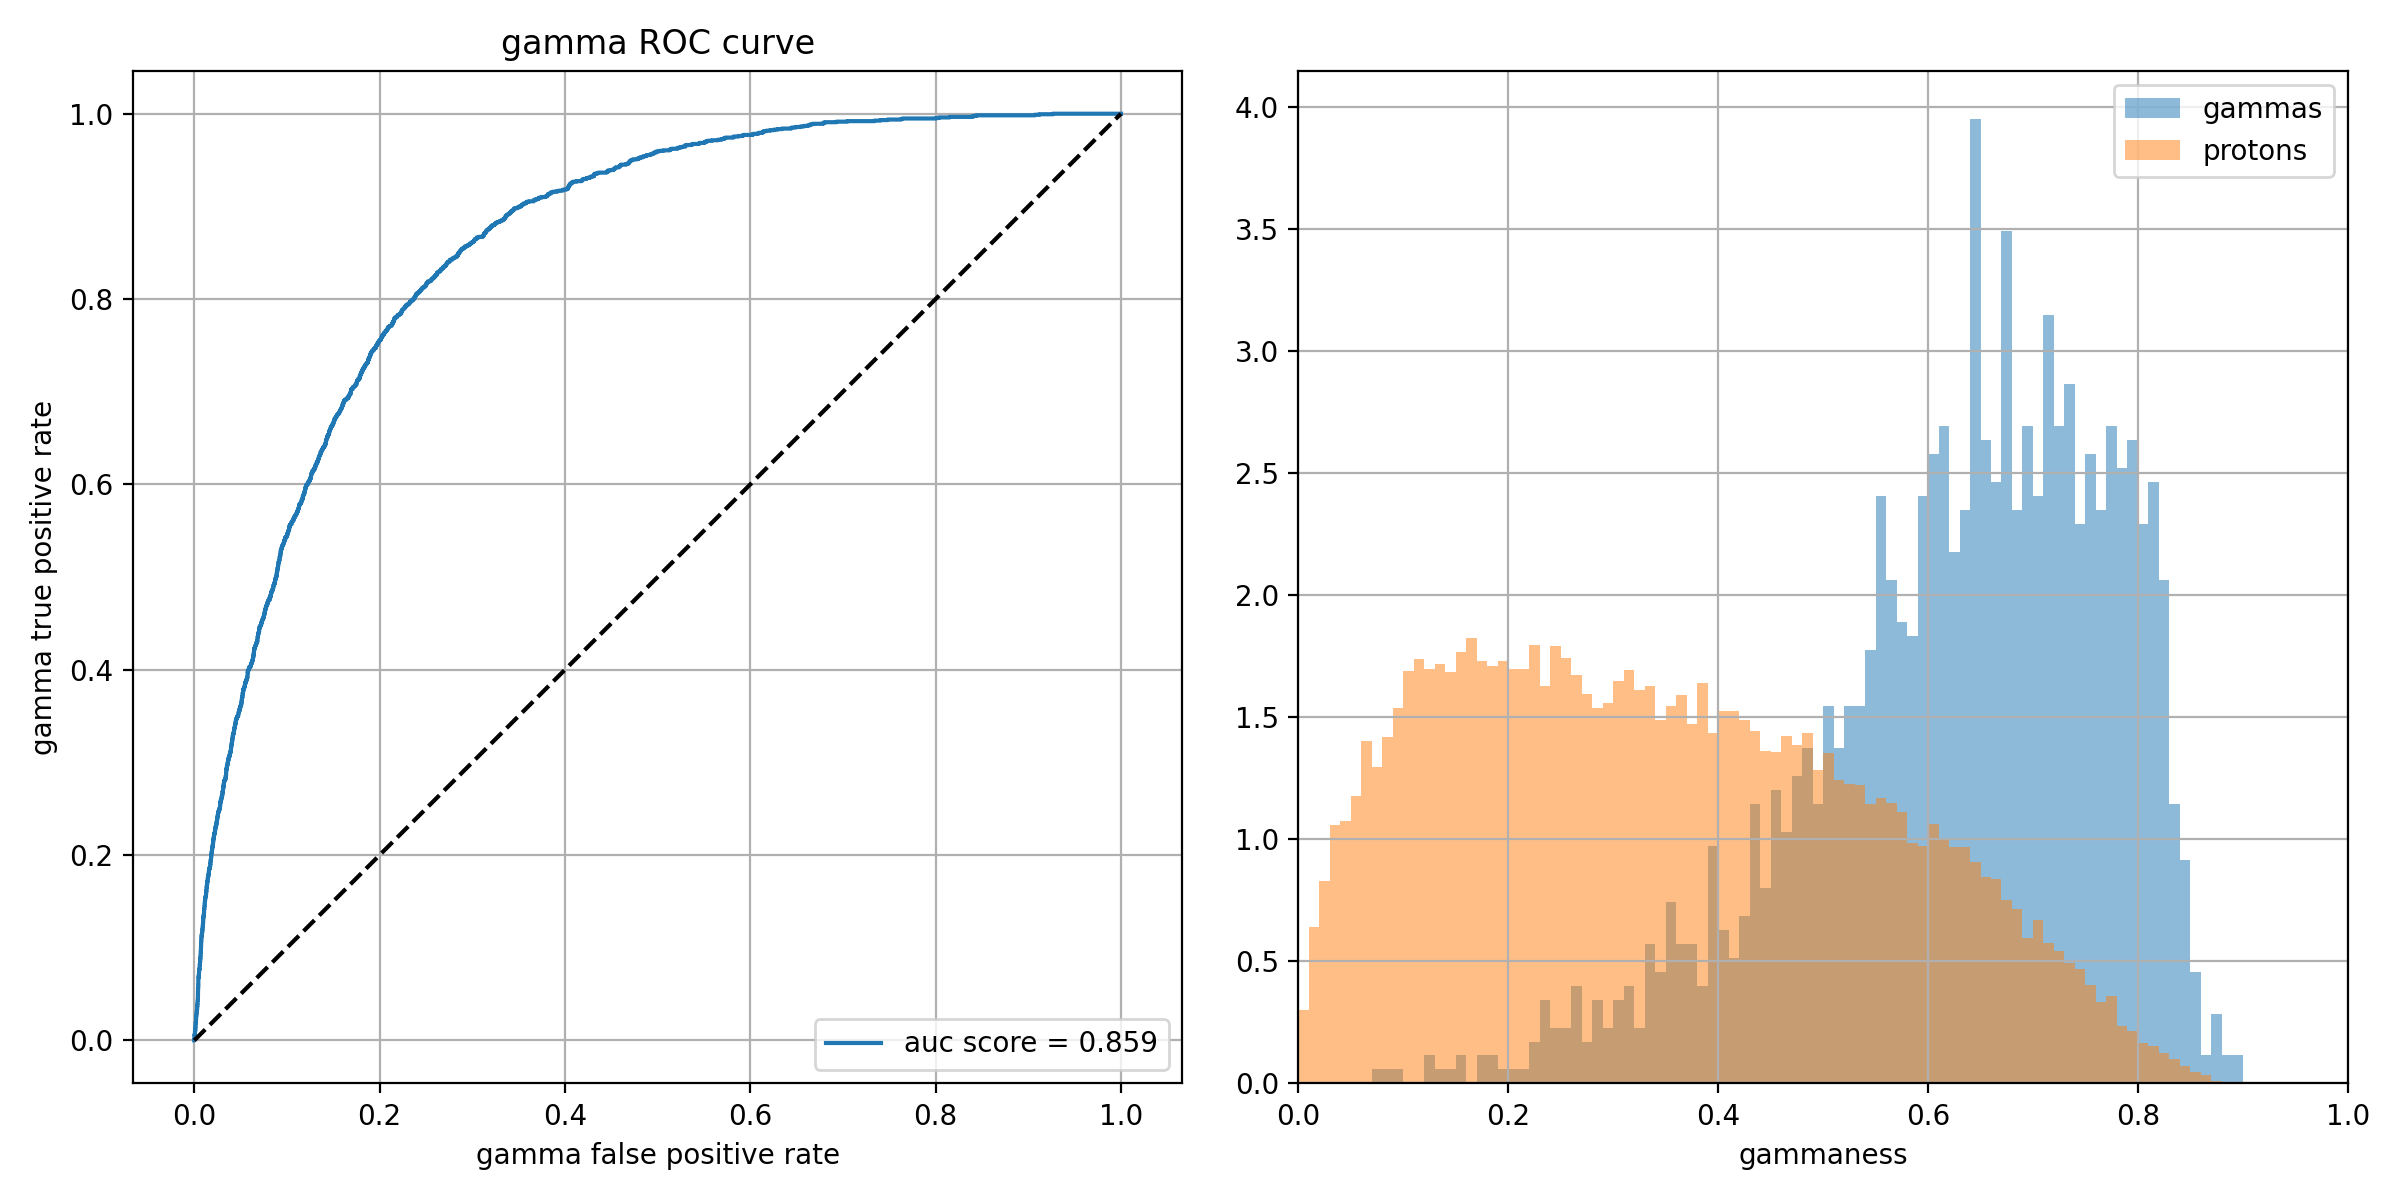 gamma ROC curve
1.0
0.8
0.6
0.4
0.2
0.0
gamma true positive rate
0.0 0.2 0.4 0.6 0.8 1.0
gamma false positive rate
auc score = 0.859
4.0
3.5
3.0
2.5
2.0
1.5
1.0
0.5
0.0
0.0 0.2 0.4 0.6 0.8 1.0
gammaness
gammas
protons